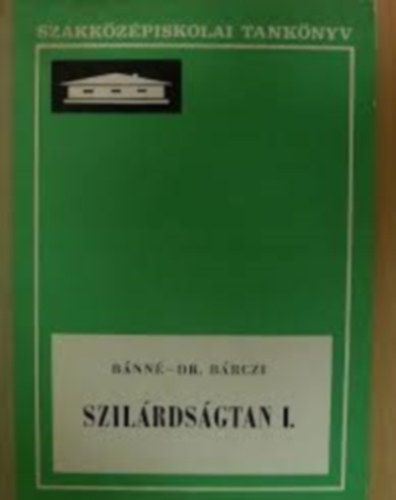 SZAKKÖZÉPISKOLAI TANKÖNYV
BÁNNÉ–DR. BÁRCZI
SZILÁRDSÁGTAN I.